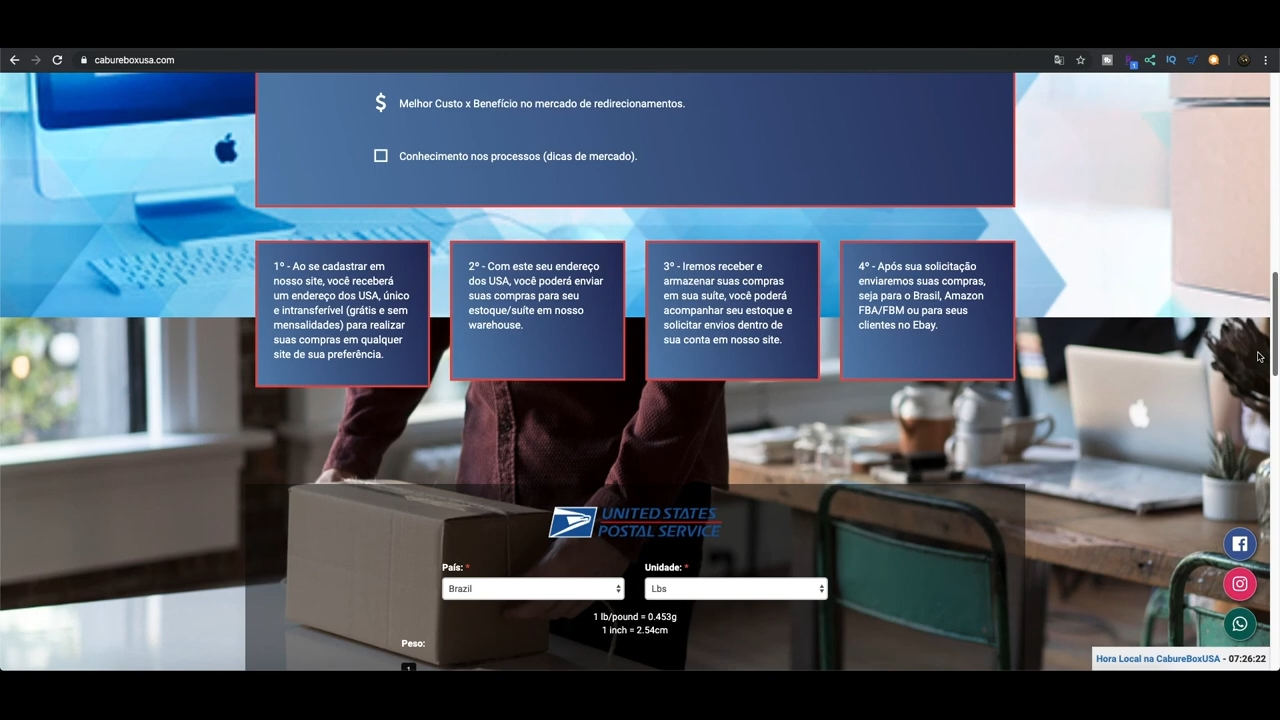 cabureboxusa.com
Melhor Custo x Benefício no mercado de redirecionamentos.
Conhecimento nos processos (dicas de mercado).
1º - Ao se cadastrar em
nosso site, você receberá
um endereço dos USA, único
e intransferível (grátis e sem
mensalidades) para realizar
suas compras em qualquer
site de sua preferência.
2º - Com este seu endereço
dos USA, você poderá enviar
suas compras para seu
estoque/suíte em nosso
warehouse.
3º - Iremos receber e
armazenar suas compras
em sua suíte, você poderá
acompanhar seu estoque e
solicitar envios dentro de
sua conta em nosso site.
4º - Após sua solicitação
enviaremos suas compras,
seja para o Brasil, Amazon
FBA/FBM ou para seus
clientes no Ebay.
UNITED STATES
POSTAL SERVICE
País: *
Unidade: *
Brazil
Lbs
1 lb/pound = 0.453g
1 inch = 2.54cm
Peso:
1
Hora Local na CabureBoxUSA - 07:26:22